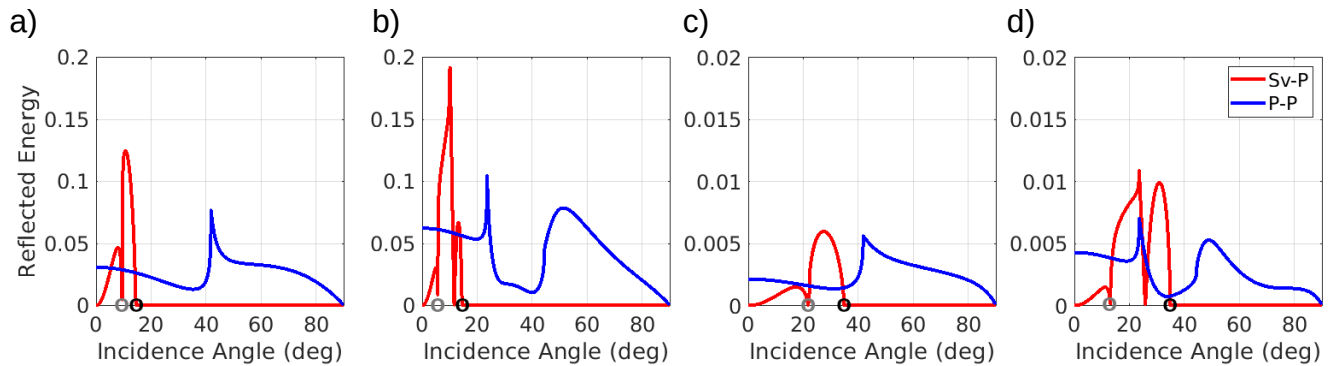 a) b) c) d)
0.2 0.2 0.02 0.02
Sv-P
P-P
0.15 0.15 0.015 0.015
Reflected Energy
0.1 0.1 0.01 0.01
0.05 0.05 0.005 0.005
0 0 0 0
0 20 40 60 80 0 20 40 60 80 0 20 40 60 80 0 20 40 60 80
Incidence Angle (deg) Incidence Angle (deg) Incidence Angle (deg) Incidence Angle (deg)